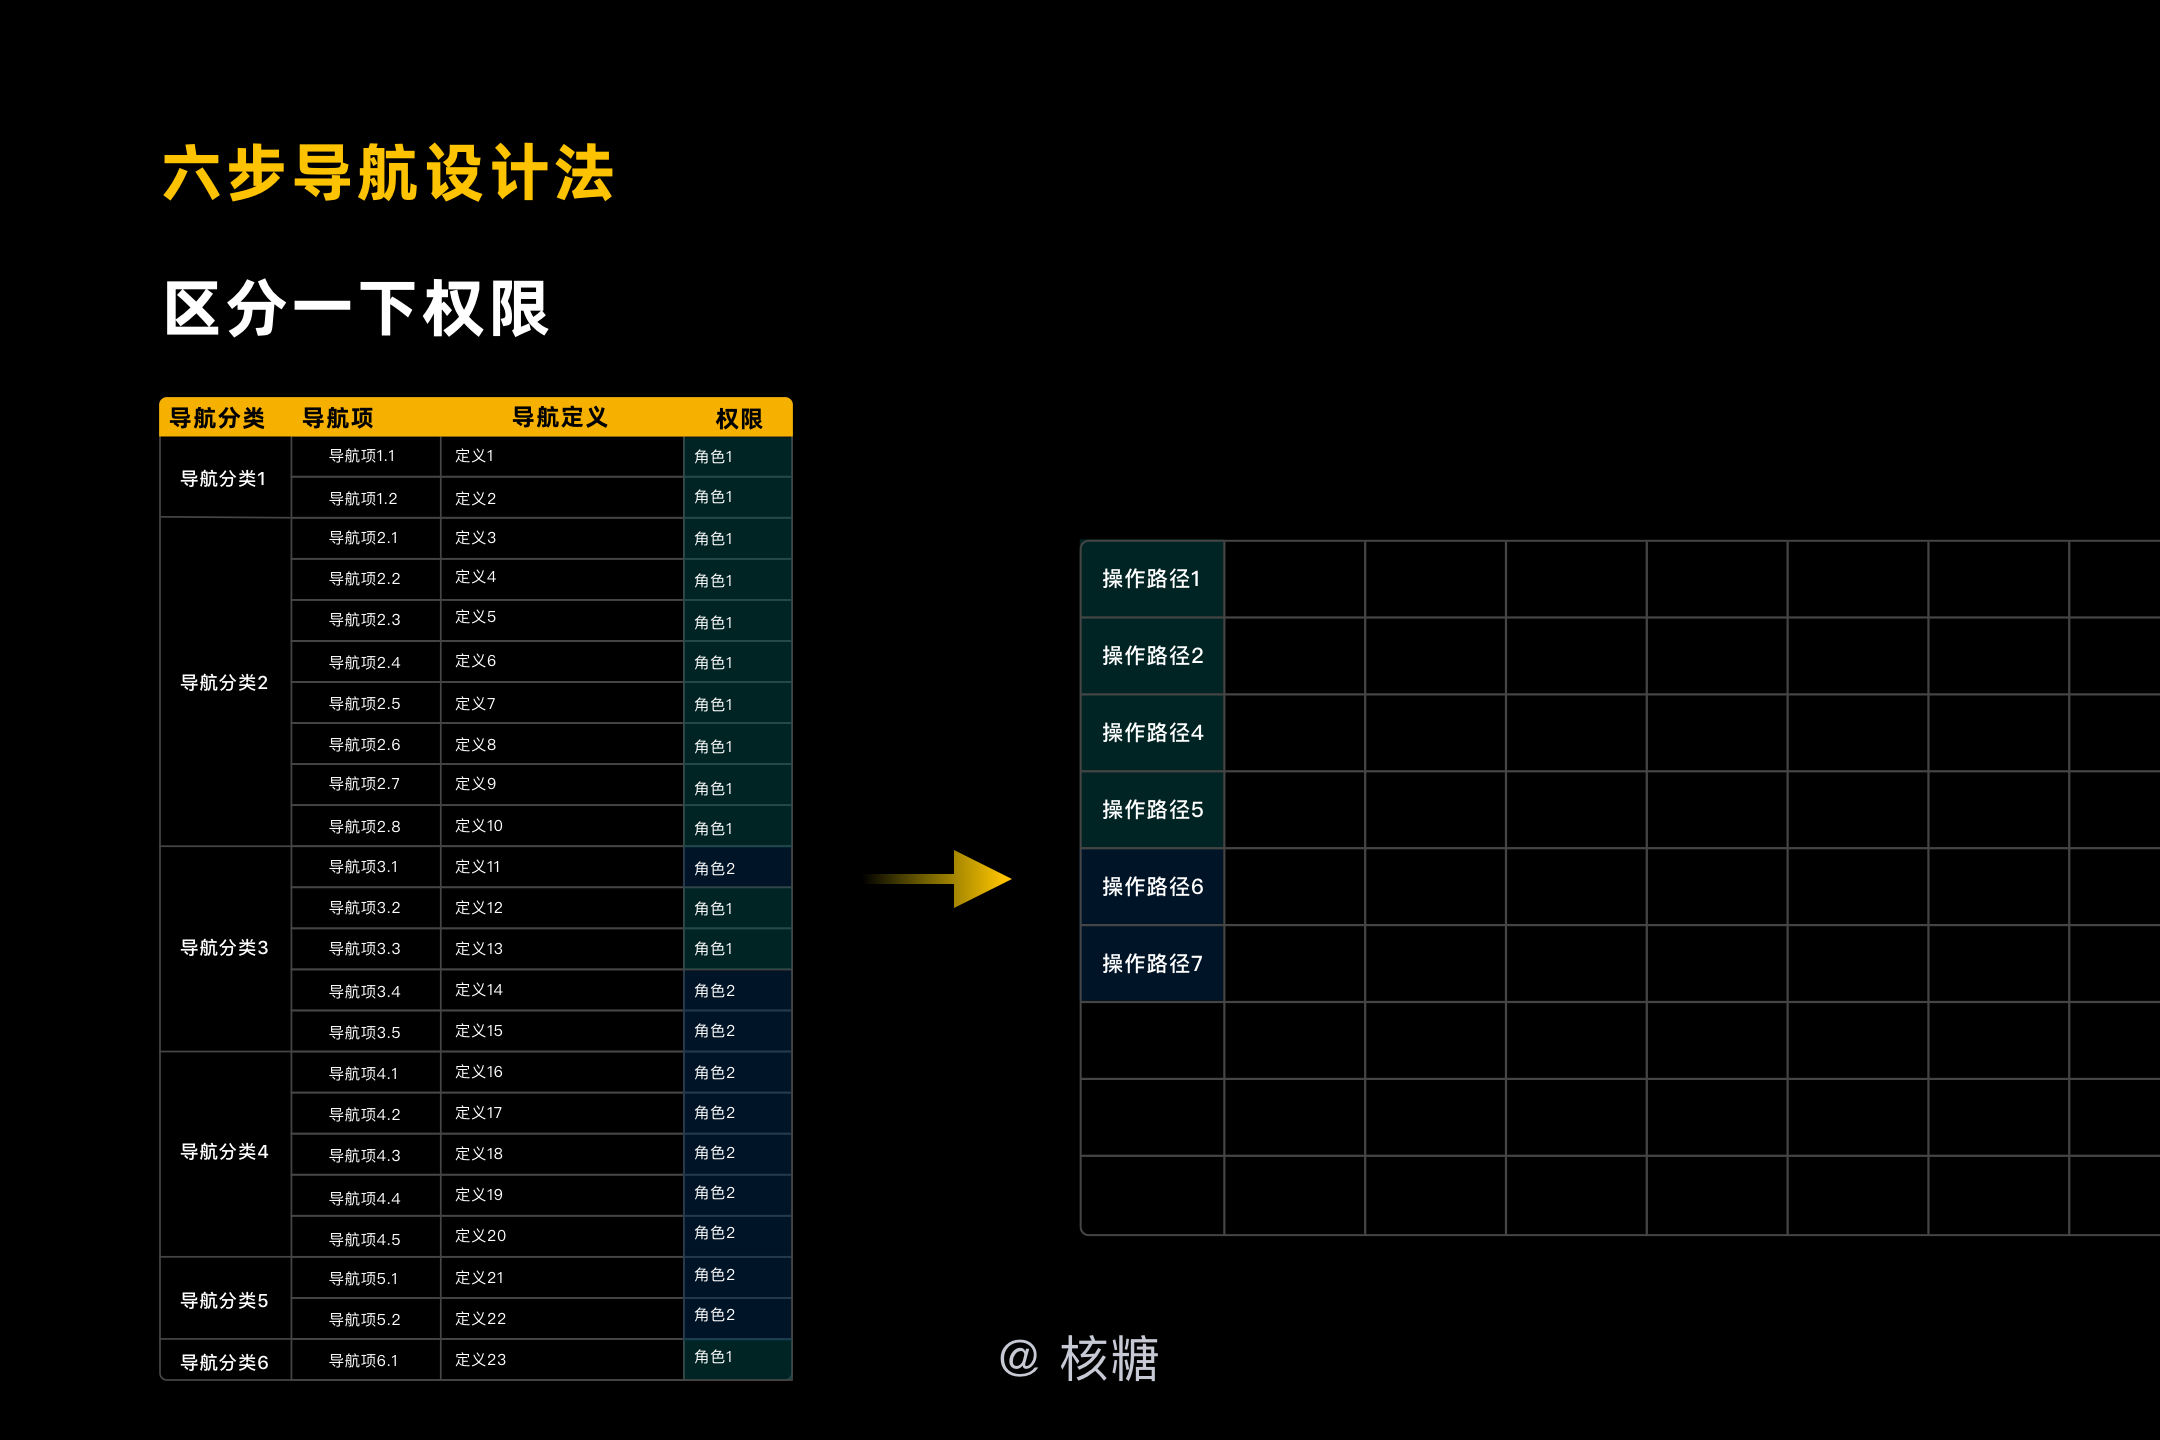 六步导航设计法
区分一下权限
导航分类 导航项 导航定义 权限
导航分类1 导航项1.1 定义1 角色1
导航项1.2 定义2 角色1
导航分类2 导航项2.1 定义3 角色1
导航项2.2 定义4 角色1
导航项2.3 定义5 角色1
导航项2.4 定义6 角色1
导航项2.5 定义7 角色1
导航项2.6 定义8 角色1
导航项2.7 定义9 角色1
导航项2.8 定义10 角色1
导航分类3 导航项3.1 定义11 角色2
导航项3.2 定义12 角色1
导航项3.3 定义13 角色1
导航项3.4 定义14 角色2
导航项3.5 定义15 角色2
导航分类4 导航项4.1 定义16 角色2
导航项4.2 定义17 角色2
导航项4.3 定义18 角色2
导航项4.4 定义19 角色2
导航项4.5 定义20 角色2
导航分类5 导航项5.1 定义21 角色2
导航项5.2 定义22 角色2
导航分类6 导航项6.1 定义23 角色1
操作路径1
操作路径2
操作路径4
操作路径5
操作路径6
操作路径7
@ 核糖